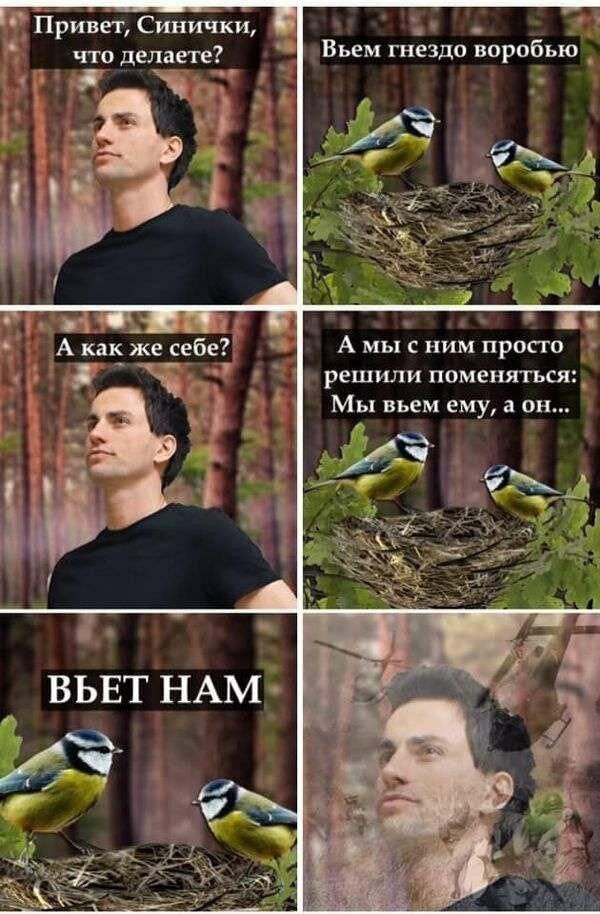 Привет, Синички,
что делаете?
Вьем гнездо воробью
А как же себе?
А мы с ним просто
решили поменяться:
Мы вьем ему, а он...
ВЬЕТ НАМ